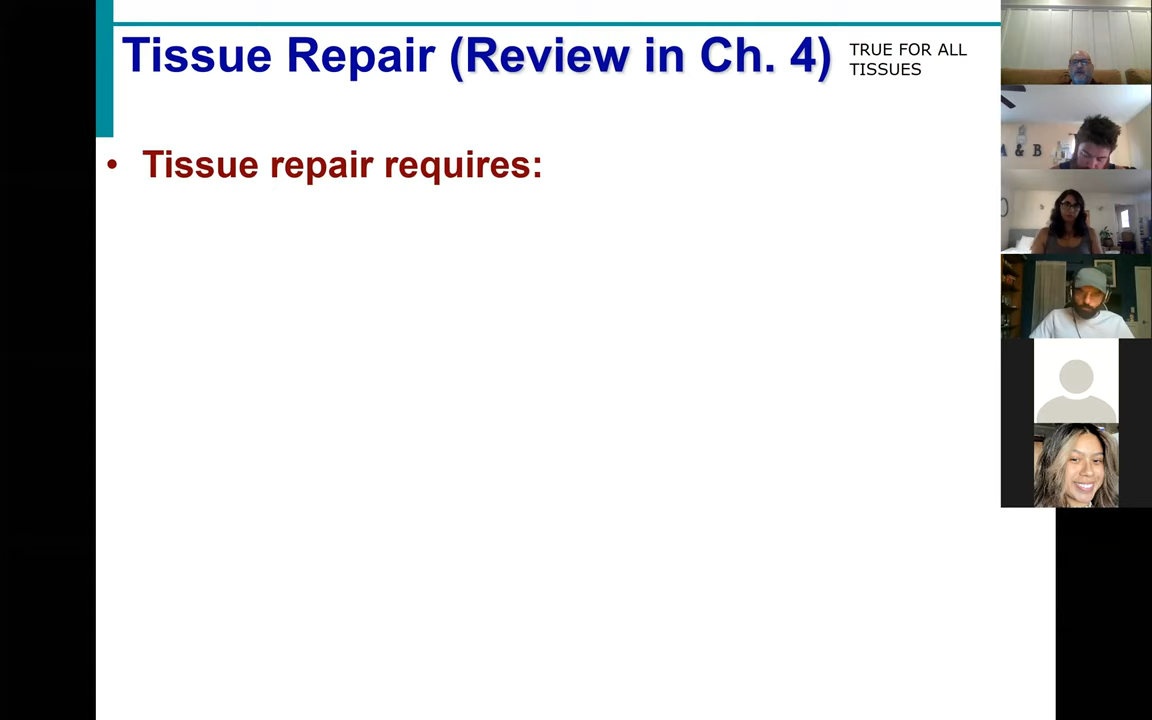 Tissue Repair (Review in Ch. 4)
TRUE FOR ALL
TISSUES
• Tissue repair requires:
A & B